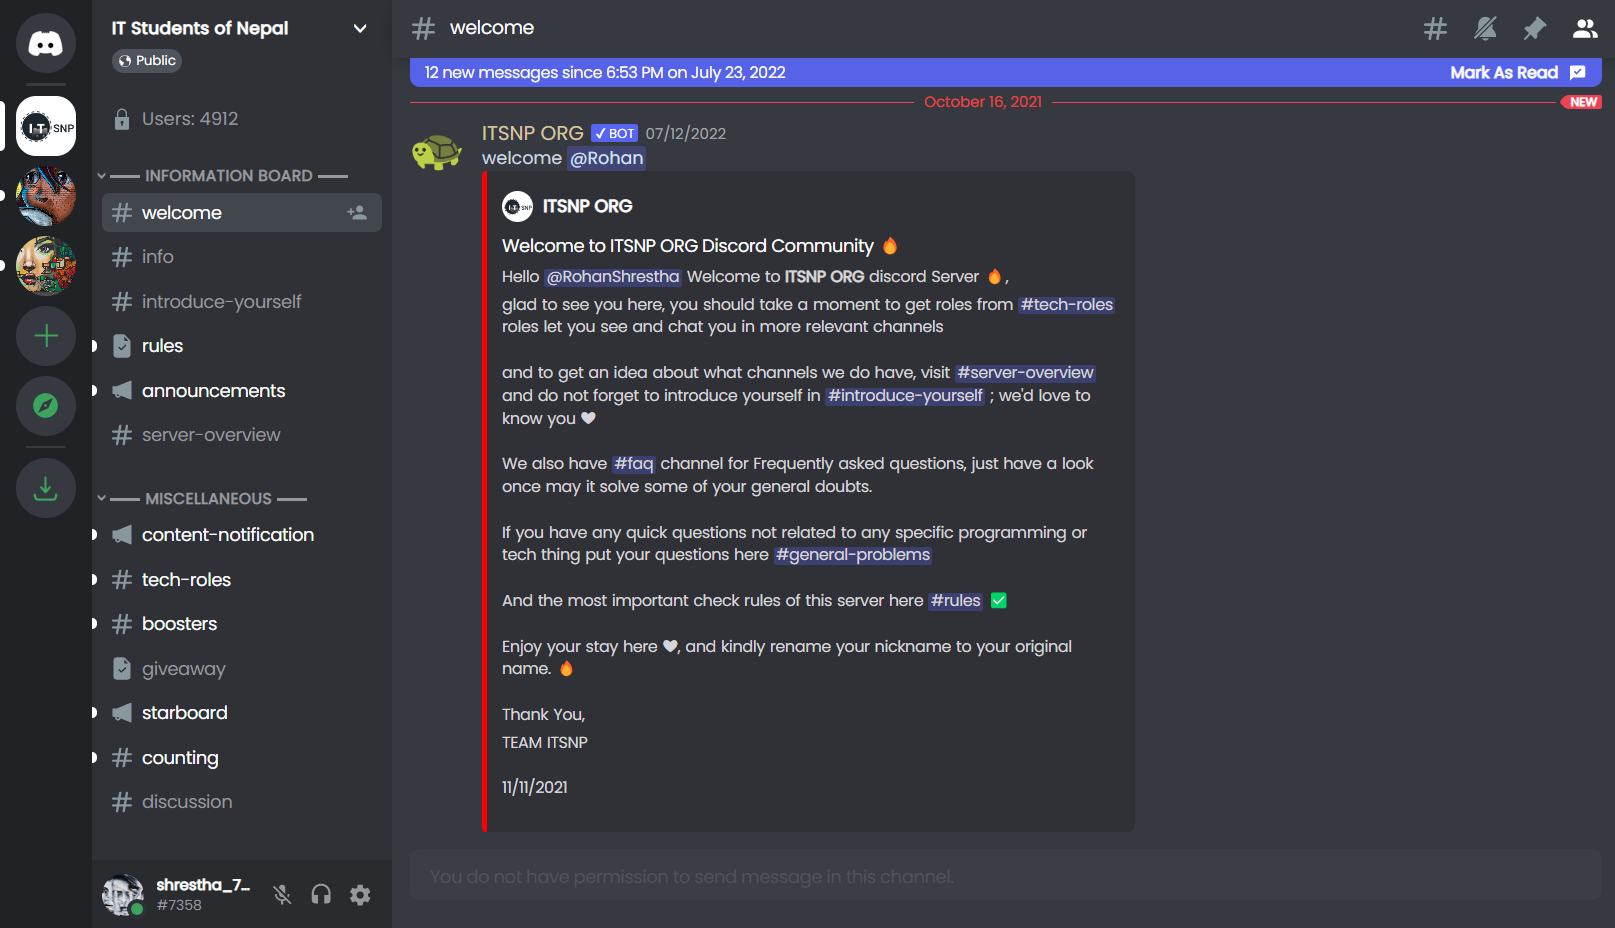 IT Students of Nepal
Public
Users: 4912
INFORMATION BOARD
welcome
info
introduce-yourself
rules
announcements
server-overview
MISCELLANEOUS
content-notification
tech-roles
boosters
giveaway
starboard
counting
discussion
shrestha_7...
#7358
I-T SNP
# welcome
12 new messages since 6:53 PM on July 23, 2022
Mark As Read
October 16, 2021
NEW
ITSNP ORG ✓ BOT 07/12/2022
welcome @Rohan
ITSNP ORG
Welcome to ITSNP ORG Discord Community 🔥
Hello @RohanShrestha Welcome to ITSNP ORG discord Server 🔥,
glad to see you here, you should take a moment to get roles from #tech-roles
roles let you see and chat you in more relevant channels
and to get an idea about what channels we do have, visit #server-overview
and do not forget to introduce yourself in #introduce-yourself ; we'd love to
know you 🤍
We also have #faq channel for Frequently asked questions, just have a look
once may it solve some of your general doubts.
If you have any quick questions not related to any specific programming or
tech thing put your questions here #general-problems
And the most important check rules of this server here #rules ✅
Enjoy your stay here 🤍, and kindly rename your nickname to your original
name. 🔥
Thank You,
TEAM ITSNP
11/11/2021
You do not have permission to send message in this channel.